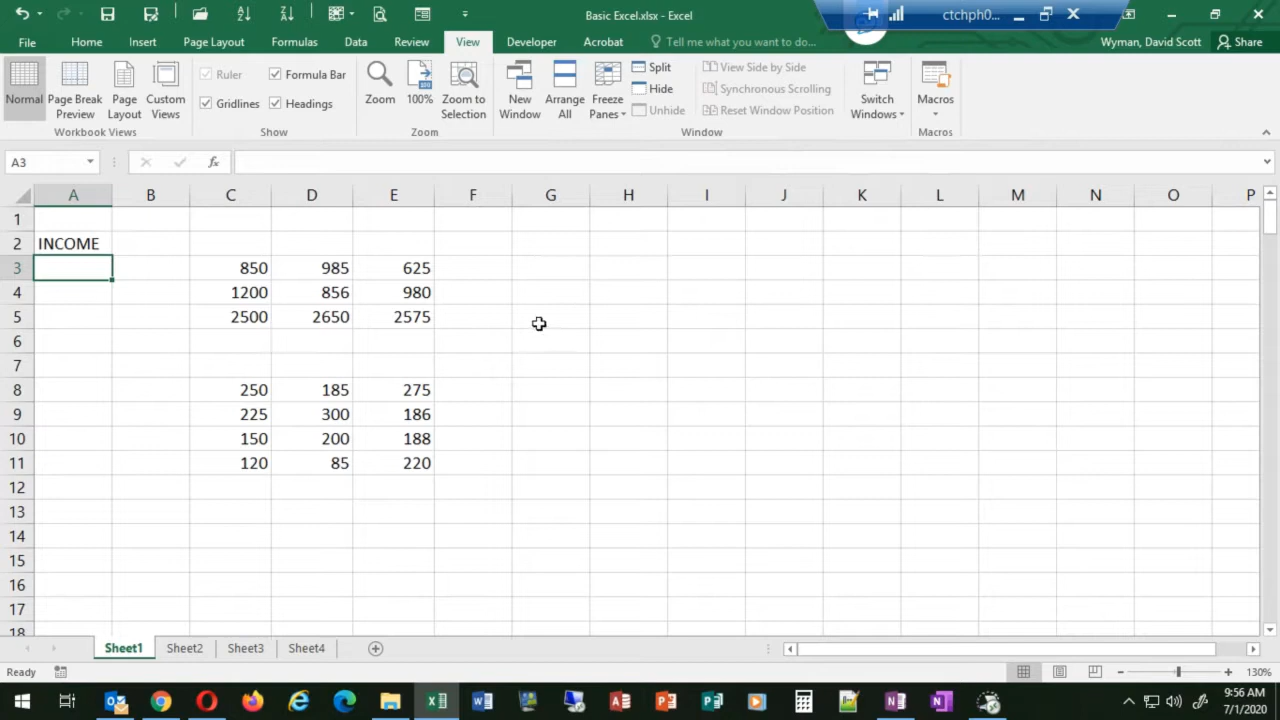 Basic Excel.xlsx - Excel
ctchph0...
File Home Insert Page Layout Formulas Data Review View Developer Acrobat Tell me what you want to do... Wyman, David Scott Share
Normal
Page Break
Preview
Page
Layout
Custom
Views
Workbook Views
Ruler Formula Bar
Gridlines Headings
Show
Zoom
100%
Zoom to
Selection
Zoom
New
Window
Arrange
All
Freeze
Panes
Split
Hide
Unhide
View Side by Side
Synchronous Scrolling
Reset Window Position
Window
Switch
Windows
Macros
Macros
A3 fx
A B C D E F G H I J K L M N O P
1
2 INCOME
3 850 985 625
4 1200 856 980
5 2500 2650 2575
6
7
8 250 185 275
9 225 300 186
10 150 200 188
11 120 85 220
12
13
14
15
16
17
18
Sheet1 Sheet2 Sheet3 Sheet4
Ready 130%
9:56 AM
7/1/2020